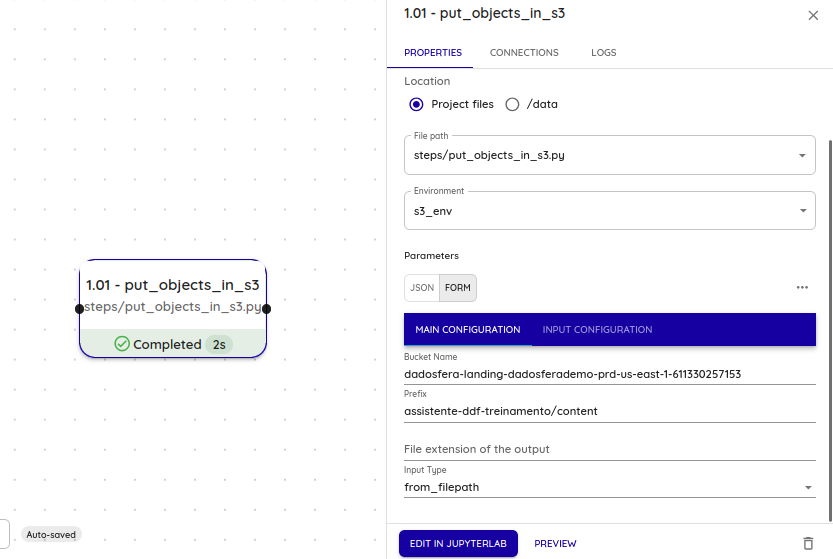 1.01 - put_objects_in_s3
PROPERTIES CONNECTIONS LOGS
Location
Project files /data
File path
steps/put_objects_in_s3.py
Environment
s3_env
Parameters
JSON FORM
MAIN CONFIGURATION INPUT CONFIGURATION
Bucket Name
dadosfera-landing-dadosferademo-prd-us-east-1-611330257153
Prefix
assistente-ddf-treinamento/content
File extension of the output
Input Type
from_filepath
EDIT IN JUPYTERLAB PREVIEW
1.01 - put_objects_in_s3
steps/put_objects_in_s3.py
Completed 2s
Auto-saved